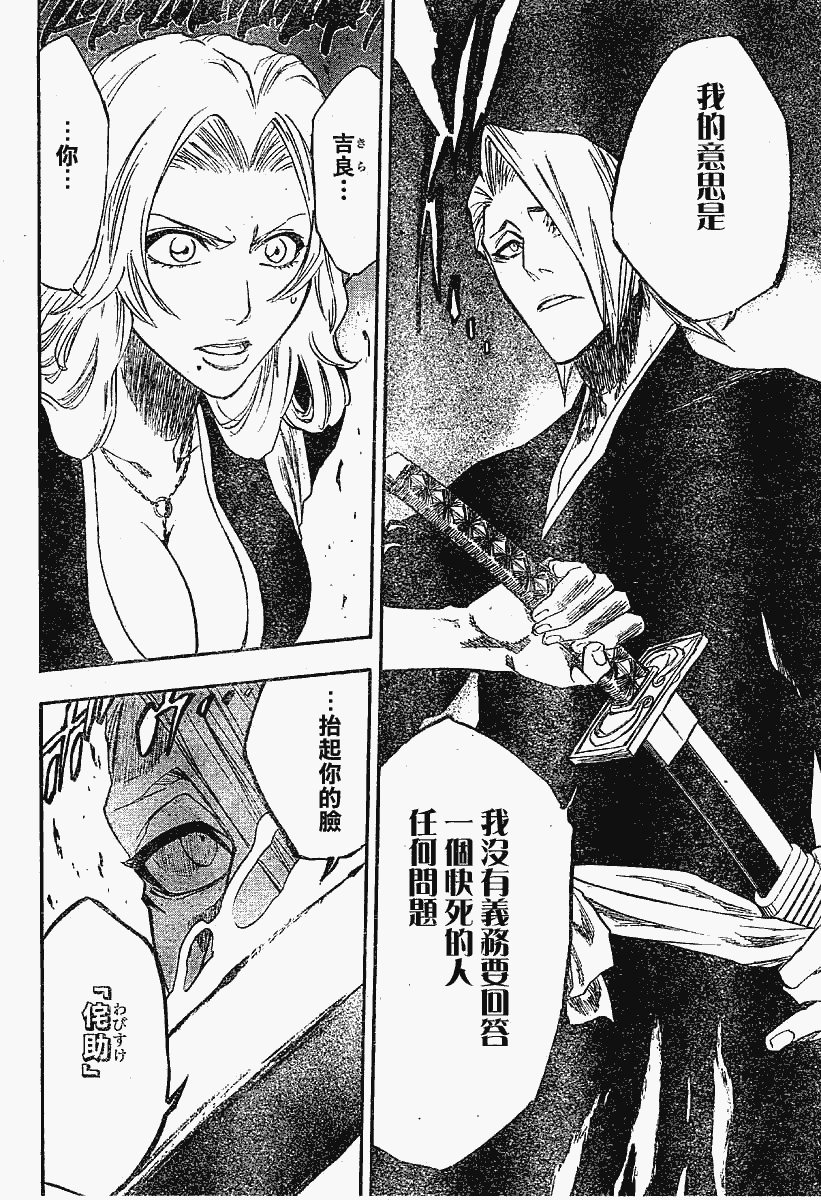 我的意思是
我沒有義務要回答
一個快死的人
任何問題
吉良…
きら
…你…
…抬起你的臉
『侘助』
わびすけ